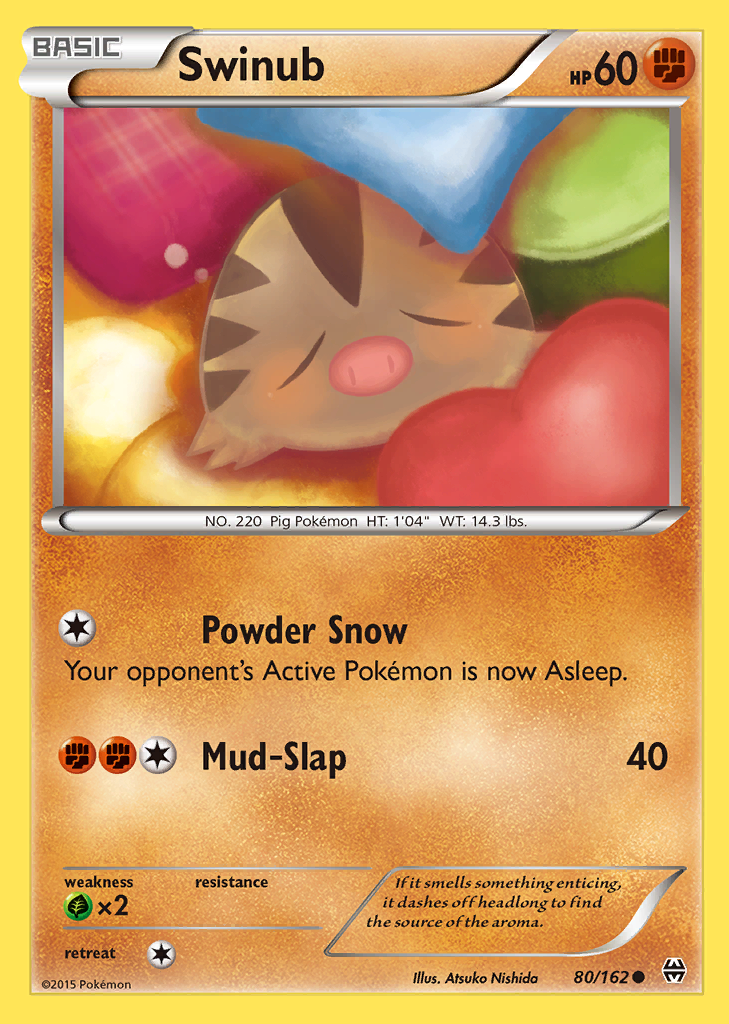 BASIC
Swinub
HP60
NO. 220 Pig Pokémon HT: 1'04" WT: 14.3 lbs.
Powder Snow
Your opponent's Active Pokémon is now Asleep.
Mud-Slap 40
weakness resistance
×2
retreat
If it smells something enticing,
it dashes off headlong to find
the source of the aroma.
©2015 Pokémon
Illus. Atsuko Nishida
80/162